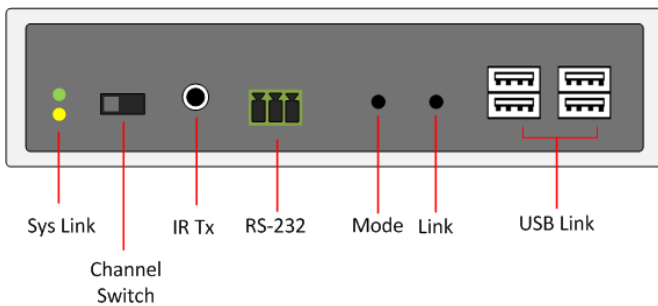 Sys Link
Channel
Switch
IR Tx
RS-232
Mode
Link
USB Link